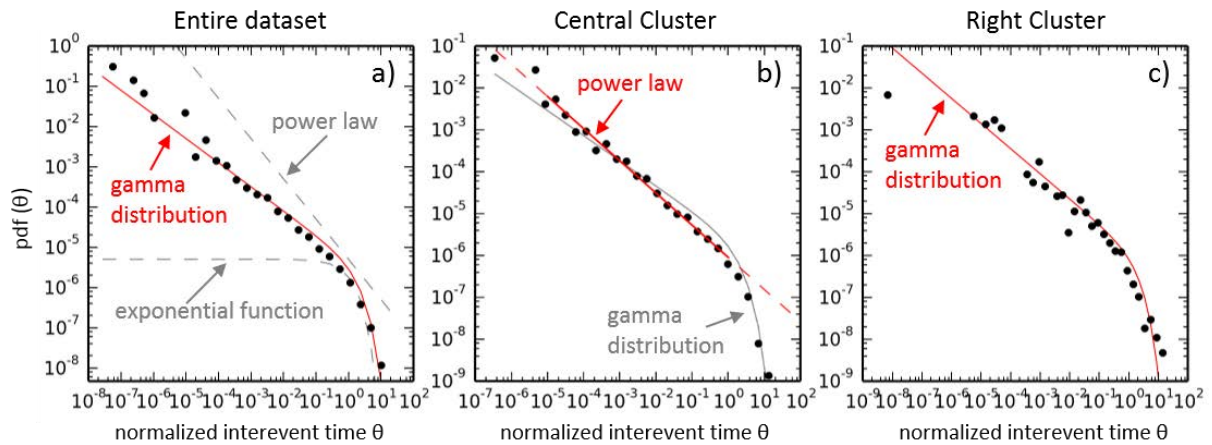 Entire dataset
Central Cluster
Right Cluster
a)
b)
c)
10^0
10^-1
10^-2
10^-3
10^-4
10^-5
10^-6
10^-7
10^-8
pdf (θ)
power law
gamma
distribution
exponential function
10^-8 10^-7 10^-6 10^-5 10^-4 10^-3 10^-2 10^-1 10^0 10^1 10^2
normalized interevent time θ
10^-1
10^-2
10^-3
10^-4
10^-5
10^-6
10^-7
10^-8
10^-9
power law
gamma
distribution
10^-7 10^-6 10^-5 10^-4 10^-3 10^-2 10^-1 10^0 10^1 10^2
normalized interevent time θ
10^-1
10^-2
10^-3
10^-4
10^-5
10^-6
10^-7
10^-8
10^-9
gamma
distribution
10^-9 10^-8 10^-7 10^-6 10^-5 10^-4 10^-3 10^-2 10^-1 10^0 10^1 10^2
normalized interevent time θ